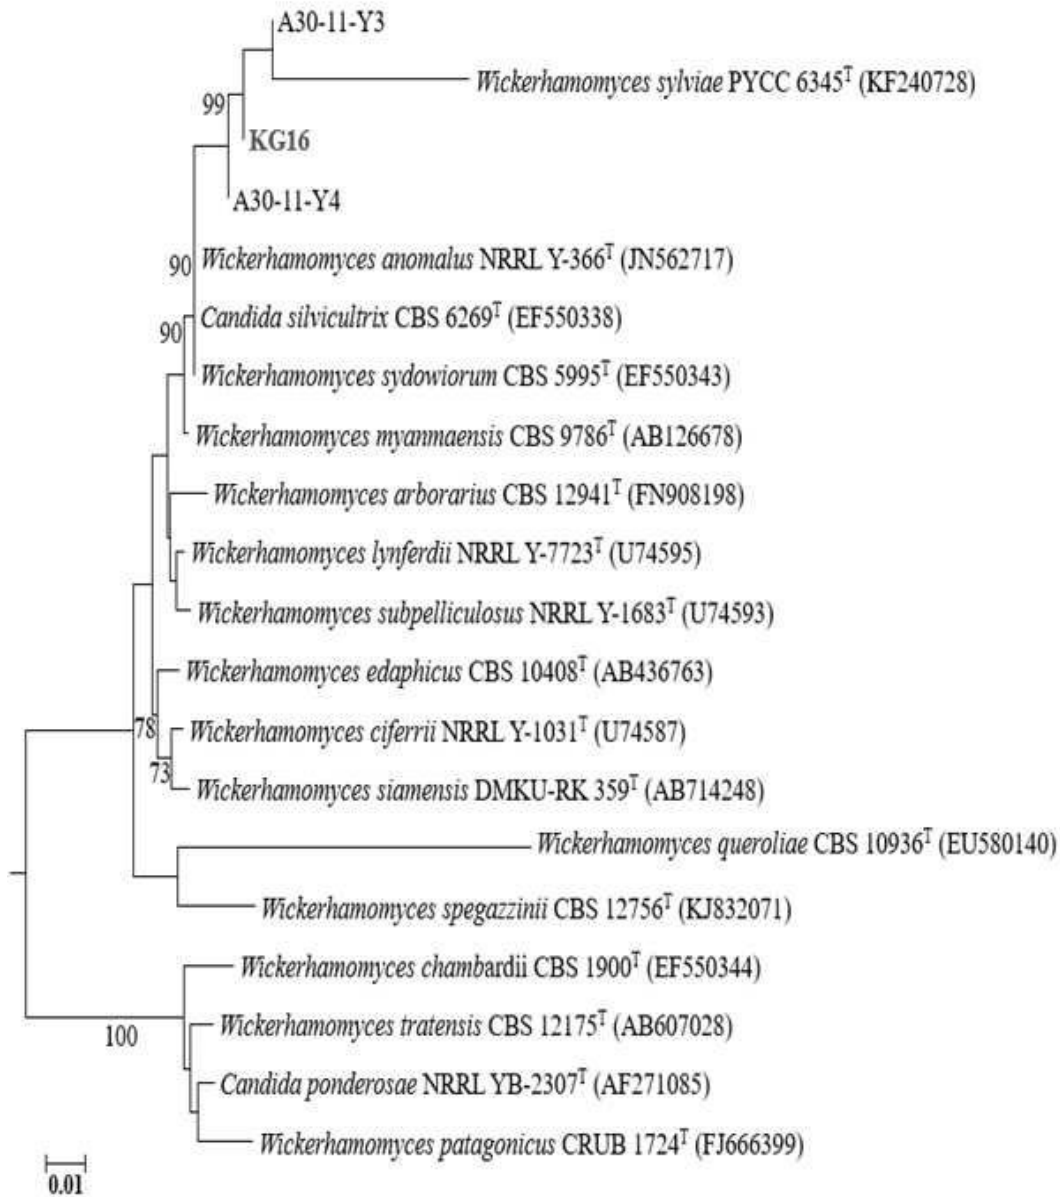 A30-11-Y3
Wickerhamomyces sylviae PYCC 6345ᵀ (KF240728)
99
KG16
A30-11-Y4
90
Wickerhamomyces anomalus NRRL Y-366ᵀ (JN562717)
90
Candida silvicultrix CBS 6269ᵀ (EF550338)
Wickerhamomyces sydowiorum CBS 5995ᵀ (EF550343)
Wickerhamomyces myanmaensis CBS 9786ᵀ (AB126678)
Wickerhamomyces arborarius CBS 12941ᵀ (FN908198)
Wickerhamomyces lynferdii NRRL Y-7723ᵀ (U74595)
Wickerhamomyces subpelliculosus NRRL Y-1683ᵀ (U74593)
Wickerhamomyces edaphicus CBS 10408ᵀ (AB436763)
78
Wickerhamomyces ciferrii NRRL Y-1031ᵀ (U74587)
73
Wickerhamomyces siamensis DMKU-RK 359ᵀ (AB714248)
Wickerhamomyces queroliae CBS 10936ᵀ (EU580140)
Wickerhamomyces spegazzinii CBS 12756ᵀ (KJ832071)
Wickerhamomyces chambardii CBS 1900ᵀ (EF550344)
100
Wickerhamomyces tratensis CBS 12175ᵀ (AB607028)
Candida ponderosae NRRL YB-2307ᵀ (AF271085)
Wickerhamomyces patagonicus CRUB 1724ᵀ (FJ666399)
0.01